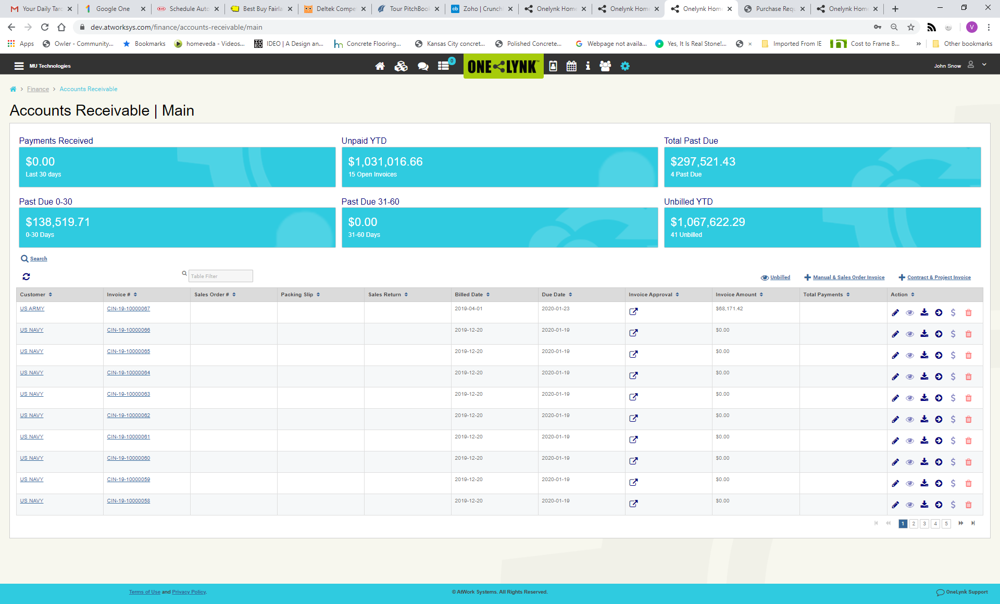 Your Daily Tarc
Google One
Schedule Auto
Best Buy Fairla
Deltek Compe
Tour PitchBook
Zoho | Crunch
Onelynk Home
Onelynk Home
Onelynk Home
Purchase Requ
Onelynk Home
dev.atworksys.com/finance/accounts-receivable/main
V
Apps
Owler - Community...
Bookmarks
homeveda - Videos...
IDEO | A Design an...
Concrete Flooring...
Kansas City concret...
Polished Concrete...
Webpage not availa...
Yes, It Is Real Stone!...
Imported From IE
Cost to Frame B...
Other bookmarks
MU Technologies
0
ONE LYNK
John Snow
Finance > Accounts Receivable
Accounts Receivable | Main
Payments Received
$0.00
Last 30 days
Unpaid YTD
$1,031,016.66
15 Open Invoices
Total Past Due
$297,521.43
4 Past Due
Past Due 0-30
$138,519.71
0-30 Days
Past Due 31-60
$0.00
31-60 Days
Unbilled YTD
$1,067,622.29
41 Unbilled
Search
Table Filter
Unbilled
Manual & Sales Order Invoice
Contract & Project Invoice
Customer Invoice # Sales Order # Packing Slip Sales Return Billed Date Due Date Invoice Approval Invoice Amount Total Payments Action
US ARMY CIN-19-10000067 2019-04-01 2020-01-23 $68,171.42
US NAVY CIN-19-10000066 2019-12-20 2020-01-19 $0.00
US NAVY CIN-19-10000065 2019-12-20 2020-01-19 $0.00
US NAVY CIN-19-10000064 2019-12-20 2020-01-19 $0.00
US NAVY CIN-19-10000063 2019-12-20 2020-01-19 $0.00
US NAVY CIN-19-10000062 2019-12-20 2020-01-19 $0.00
US NAVY CIN-19-10000061 2019-12-20 2020-01-19 $0.00
US NAVY CIN-19-10000060 2019-12-20 2020-01-19 $0.00
US NAVY CIN-19-10000059 2019-12-20 2020-01-19 $0.00
US NAVY CIN-19-10000058 2019-12-20 2020-01-19 $0.00
1 2 3 4 5
Terms of Use and Privacy Policy.
© AtWork Systems. All Rights Reserved.
OneLynk Support